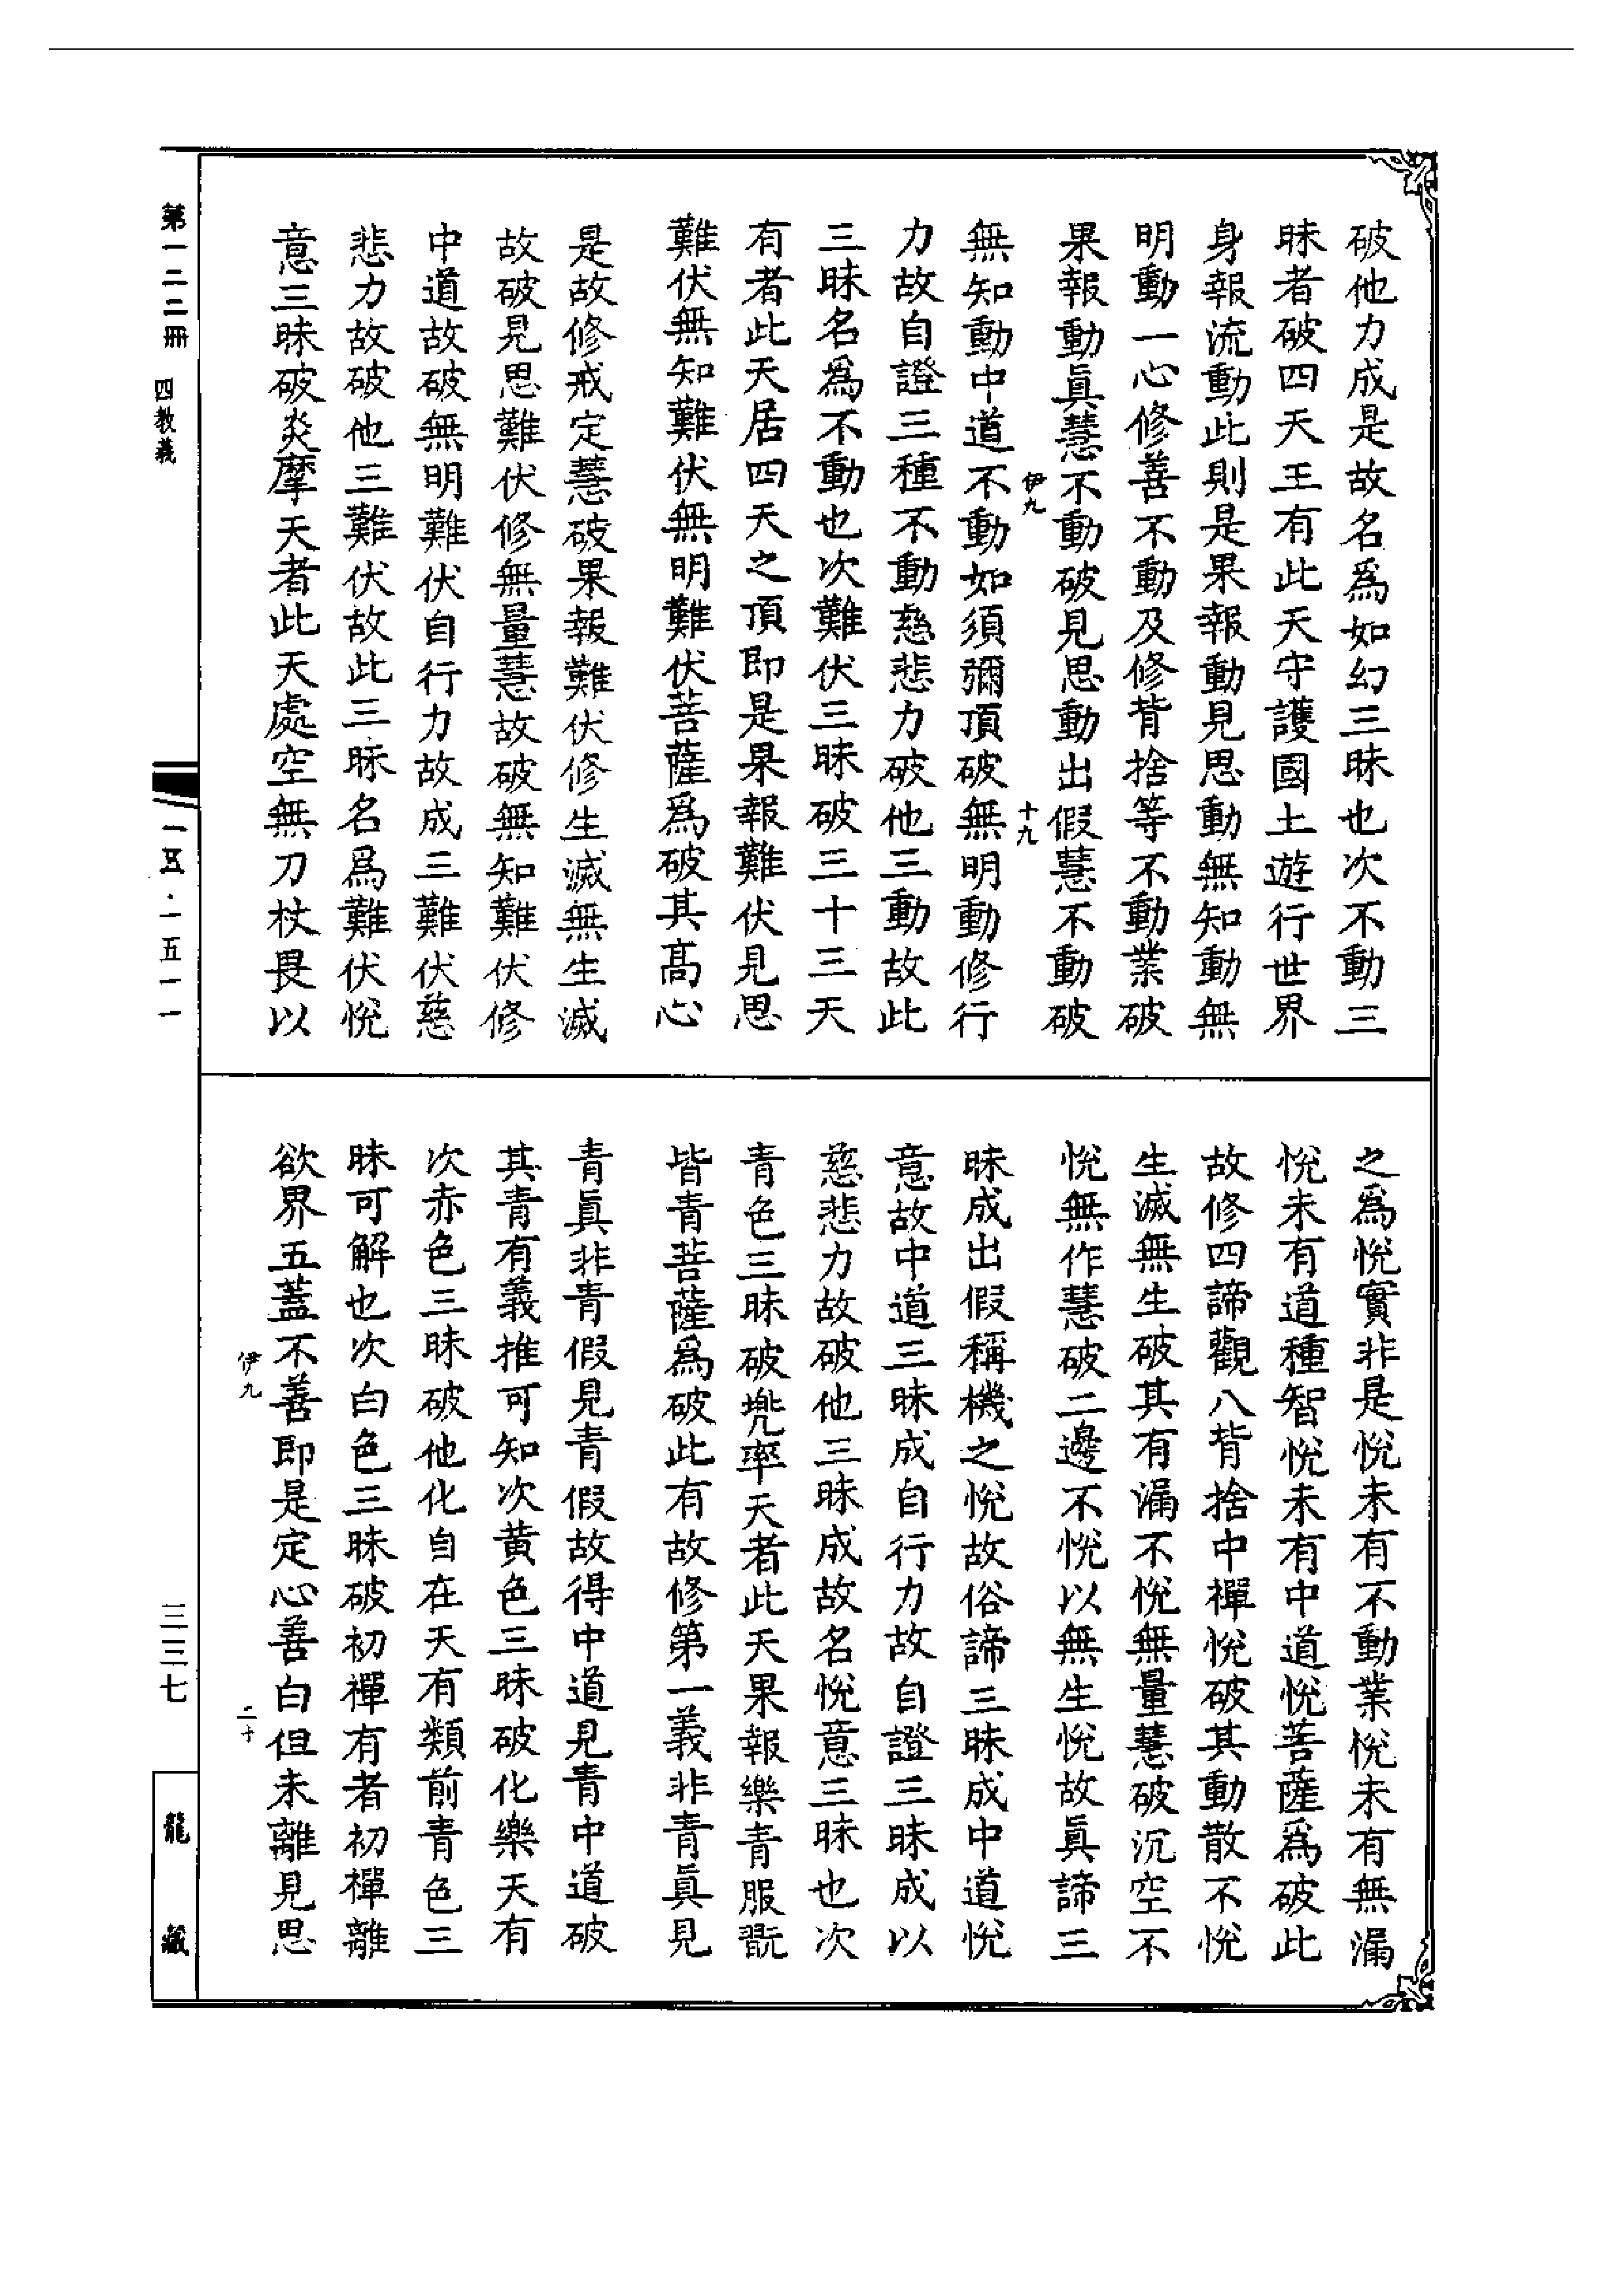 破他力成是故名爲如幻三昧也次不動三
昧者破四天王有此天守護國土遊行世界
身報流動此則是果報動見思動無知動無
明動一心修善不動及修背捨等不動業破
果報動眞慧不動破見思動出假慧不動破
伊九
十九
無知動中道不動如須彌頂破無明動修行
力故自證三種不動慈悲力破他三動故此
三昧名爲不動也次難伏三昧破三十三天
有者此天居四天之頂即是果報難伏見思
難伏無知難伏無明難伏菩薩爲破其高心
是故修戒定慧破果報難伏修生滅無生滅
故破見思難伏修無量慧故破無知難伏修
中道故破無明難伏自行力故成三難伏慈
悲力故破他三難伏故此三昧名爲難伏悅
意三昧破炎摩天者此天處空無刀杖畏以
之爲悅實非是悅未有不動業悅未有無漏
悅未有道種智悅未有中道悅菩薩爲破此
故修四諦觀八背捨中禪悅破其動散不悅
生滅無生破其有漏不悅無量慧破沉空不
悅無作慧破二邊不悅以無生悅故眞諦三
昧成出假稱機之悅故俗諦三昧成中道悅
意故中道三昧成自行力故自證三昧成以
慈悲力故破他三昧成故名悅意三昧也次
青色三昧破兠率天者此天果報樂青服翫
皆青菩薩爲破此有故修第一義非青眞見
青眞非青假見青假故得中道見青中道破
其青有義推可知次黄色三昧破化樂天有
次赤色三昧破他化自在天有類前青色三
昧可解也次白色三昧破初禪有者初禪離
欲界五蓋不善即是定心善白但未離見思
伊九
二十
第一二二冊
四教義
一五·一五一一
三三七
龍藏